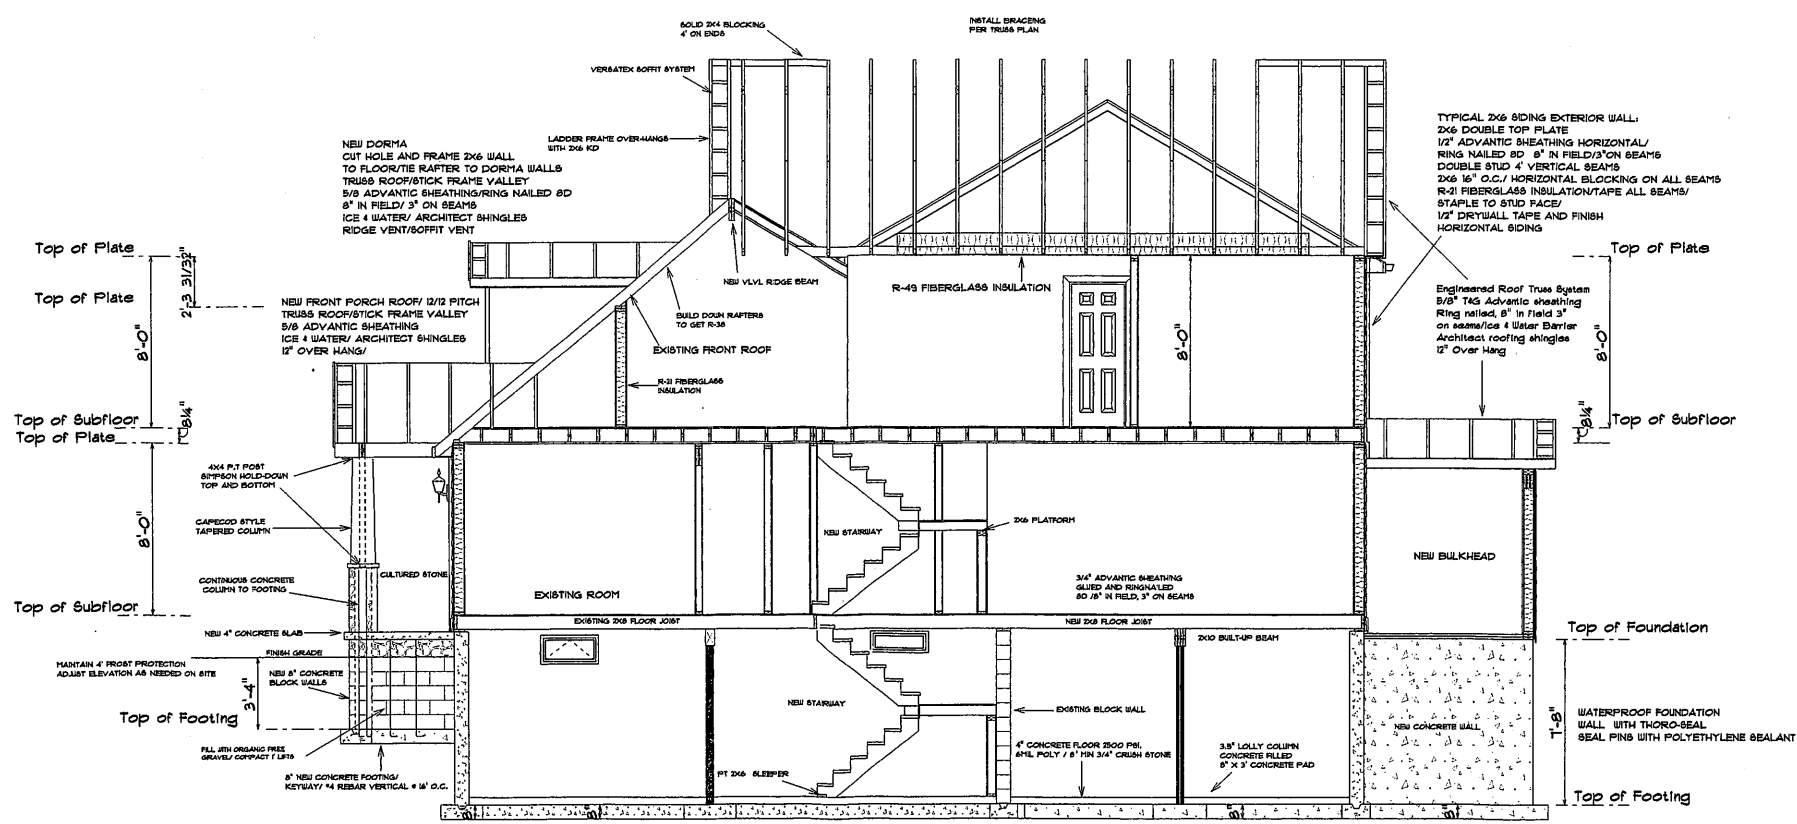 SOLID 2X4 BLOCKING
4' ON ENDS
INSTALL BRACEING
PER TRUSS PLAN
VERSATEX SOFFIT SYSTEM
LADDER FRAME OVER-HANGS
WITH 2X6 KD
NEW DORMA
CUT HOLE AND FRAME 2X6 WALL
TO FLOOR/TIE RAFTER TO DORMA WALLS
TRUSS ROOF/STICK FRAME VALLEY
5/8 ADVANTIC SHEATHING/RING NAILED 8D
8" IN FIELD/ 3" ON SEAMS
ICE & WATER/ ARCHITECT SHINGLES
RIDGE VENT/SOFFIT VENT
TYPICAL 2X6 SIDING EXTERIOR WALL:
2X6 DOUBLE TOP PLATE
1/2" ADVANTIC SHEATHING HORIZONTAL/
RING NAILED 8D 8" IN FIELD/3"ON SEAMS
DOUBLE STUD 4' VERTICAL SEAMS
2X6 16" O.C./ HORIZONTAL BLOCKING ON ALL SEAMS
R-21 FIBERGLASS INSULATION/TAPE ALL SEAMS/
STAPLE TO STUD FACE/
1/2" DRYWALL TAPE AND FINISH
HORIZONTAL SIDING
Top of Plate
Top of Plate
2'-3 31/32"
Top of Plate
8'-0"
NEW FRONT PORCH ROOF/ 12/12 PITCH
TRUSS ROOF/STICK FRAME VALLEY
5/8 ADVANTIC SHEATHING
ICE & WATER/ ARCHITECT SHINGLES
12" OVER HANG/
NEW VLVL RIDGE BEAM
R-49 FIBERGLASS INSULATION
BUILD DOWN RAFTERS
TO GET R-38
EXISTING FRONT ROOF
8'-0"
R-21 FIBERGLASS
INSULATION
Engineered Roof Truss System
5/8" T&G Advantic sheathing
Ring nailed, 8" in field 3"
on seams/Ice & Water Barrier
Architect roofing shingles
12" Over Hang
8'-0"
Top of Subfloor
Top of Plate
8¼"
Top of Subfloor
8¼"
4X4 P.T POST
SIMPSON HOLD-DOWN
TOP AND BOTTOM
CAPECOD STYLE
TAPERED COLUMN
8'-0"
NEW STAIRWAY
2X6 PLATFORM
NEW BULKHEAD
CULTURED STONE
CONTINUOUS CONCRETE
COLUMN TO FOOTING
EXISTING ROOM
3/4" ADVANTIC SHEATHING
GLUED AND RINGNAILED
8D /8" IN FIELD, 3" ON SEAMS
Top of Subfloor
EXISTING 2X8 FLOOR JOIST
NEW 2X8 FLOOR JOIST
NEW 4" CONCRETE SLAB
2X10 BUILT-UP BEAM
Top of Foundation
FINISH GRADE
MAINTAIN 4' FROST PROTECTION
ADJUST ELEVATION AS NEEDED ON SITE
NEW 8" CONCRETE
BLOCK WALLS
3'-4"
Top of Footing
NEW STAIRWAY
EXISTING BLOCK WALL
NEW CONCRETE WALL
7'-8"
WATERPROOF FOUNDATION
WALL WITH THORO-SEAL
SEAL PINS WITH POLYETHYLENE SEALANT
FILL WITH ORGANIC FREE
GRAVEL/ COMPACT 1' LIFTS
PT 2X6 SLEEPER
4" CONCRETE FLOOR 2500 PSI.
6MIL POLY / 6" MIN 3/4" CRUSH STONE
3.5" LOLLY COLUMN
CONCRETE FILLED
8" X 3' CONCRETE PAD
8" NEW CONCRETE FOOTING/
KEYWAY/ #4 REBAR VERTICAL @ 16' O.C.
Top of Footing
8"
8"
8"
8"